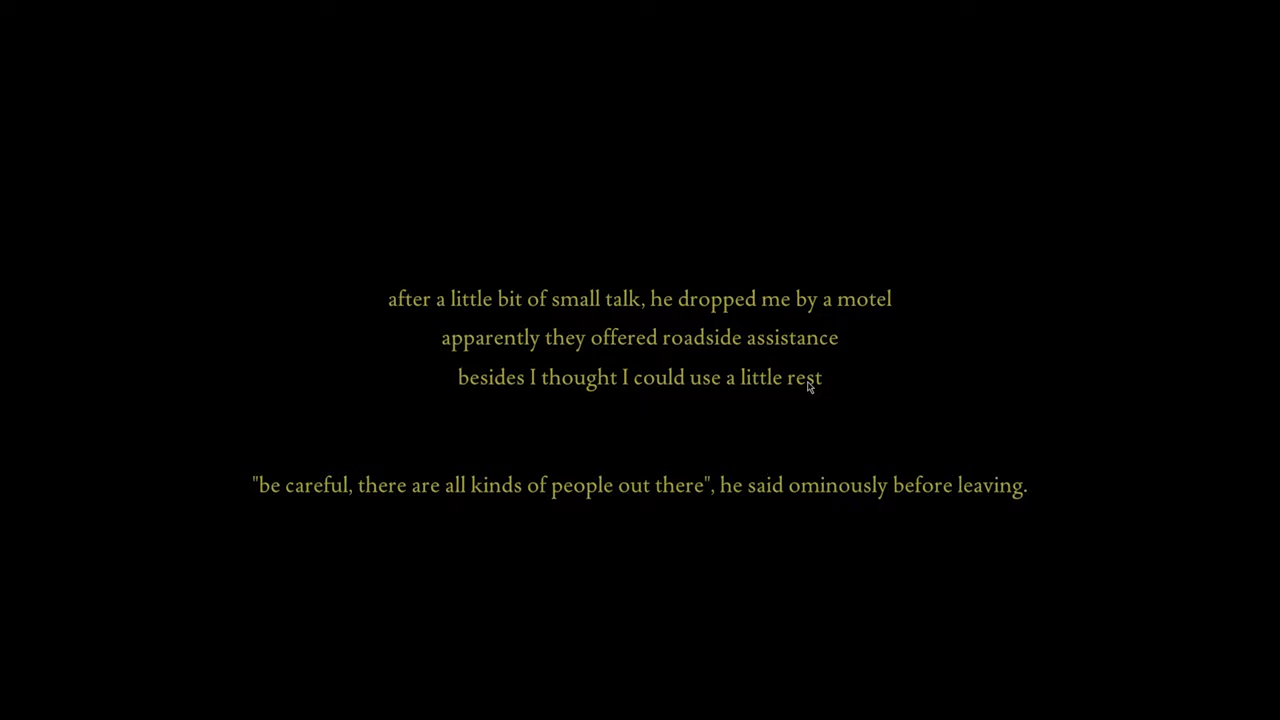 after a little bit of small talk, he dropped me by a motel
apparently they offered roadside assistance
besides I thought I could use a little rest
"be careful, there are all kinds of people out there", he said ominously before leaving.